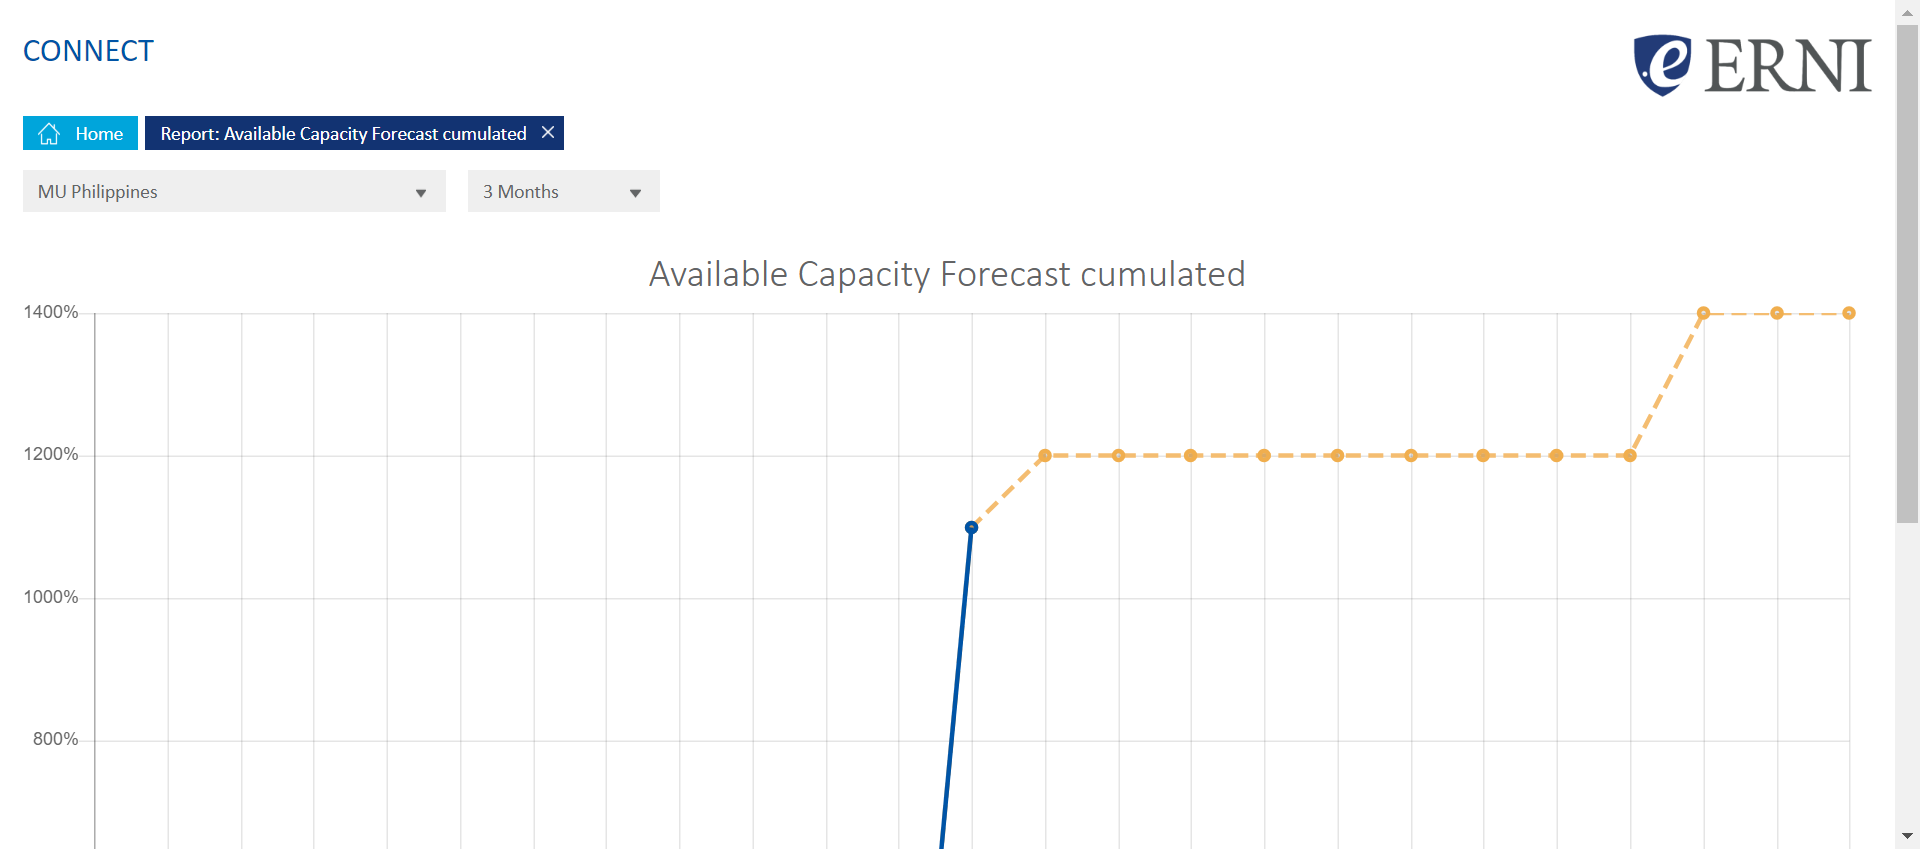 CONNECT
e ERNI
Home
Report: Available Capacity Forecast cumulated
MU Philippines
3 Months
Available Capacity Forecast cumulated
1400%
1200%
1000%
800%